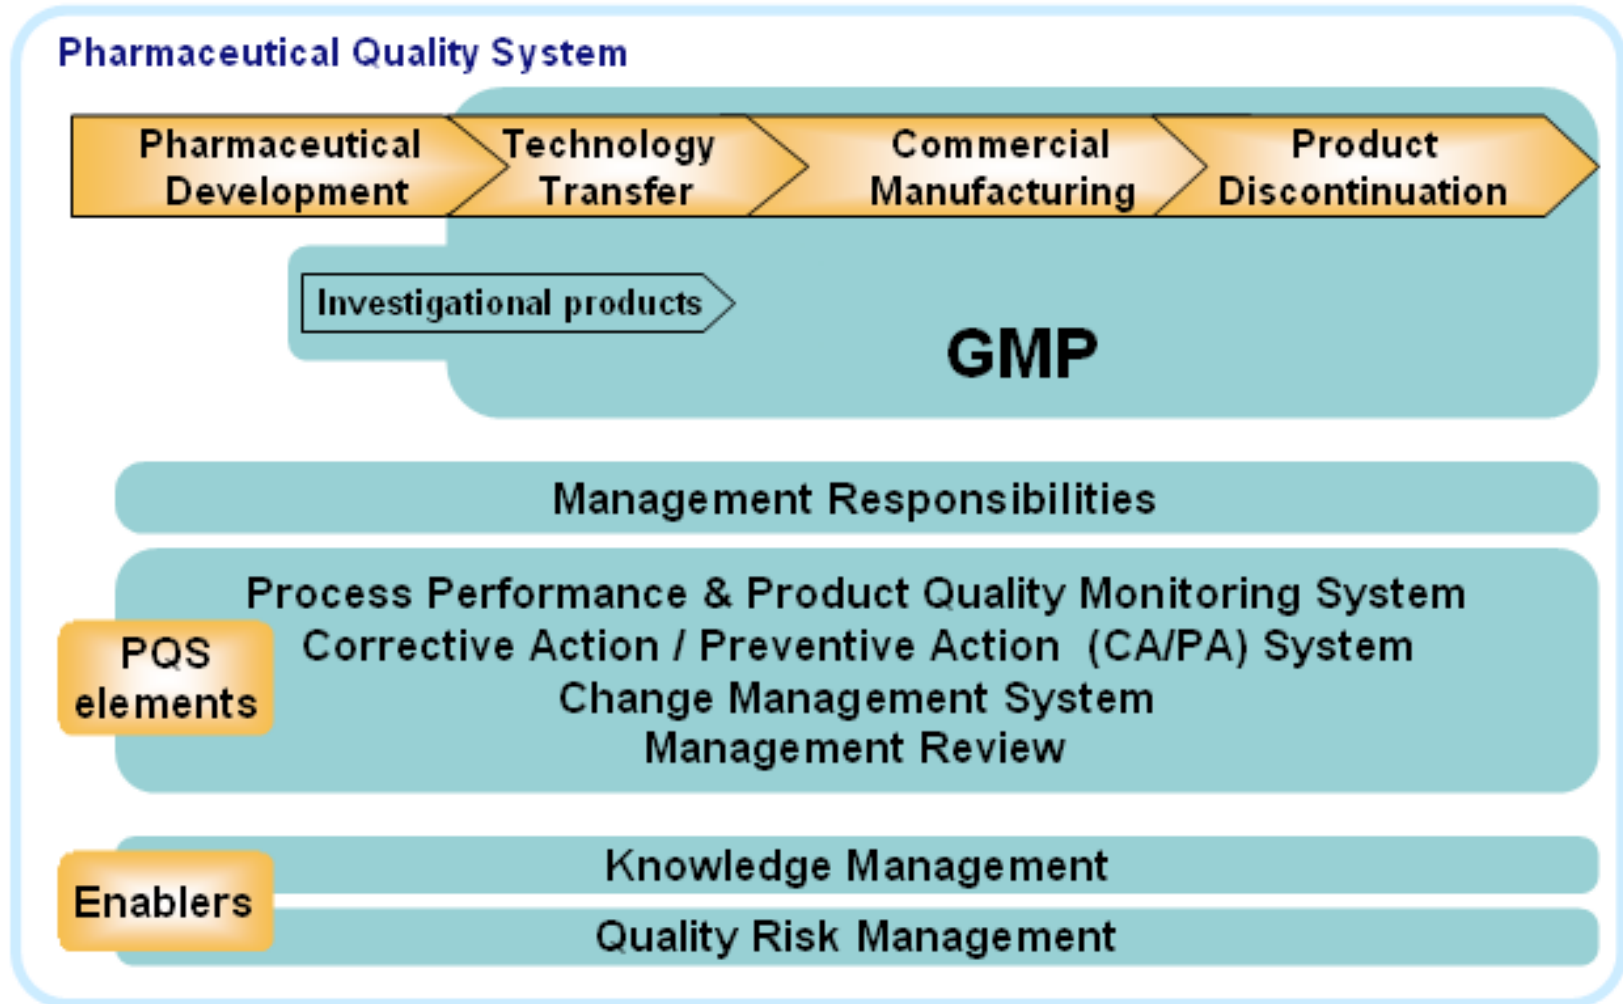 Pharmaceutical Quality System
Pharmaceutical
Development
Technology
Transfer
Commercial
Manufacturing
Product
Discontinuation
Investigational products
GMP
Management Responsibilities
PQS
elements
Process Performance & Product Quality Monitoring System
Corrective Action / Preventive Action (CA/PA) System
Change Management System
Management Review
Enablers
Knowledge Management
Quality Risk Management